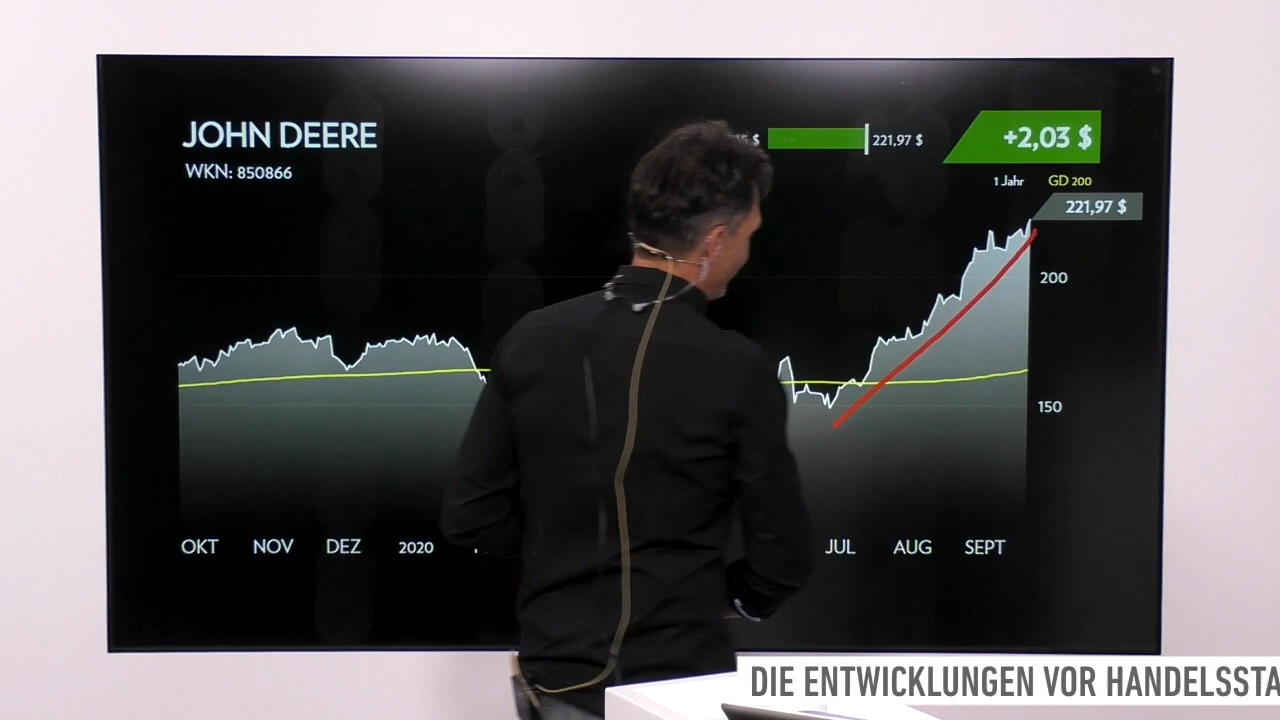 JOHN DEERE
WKN: 850866
$ 221,97 $
+2,03 $
1 Jahr GD 200
221,97 $
200
150
OKT NOV DEZ 2020 JUL AUG SEPT
DIE ENTWICKLUNGEN VOR